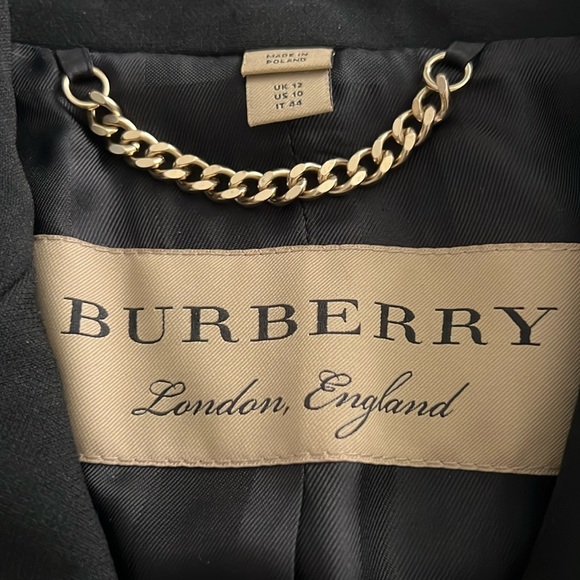 MADE IN
POLAND
UK 12
US 10
IT 44
BURBERRY
London, England